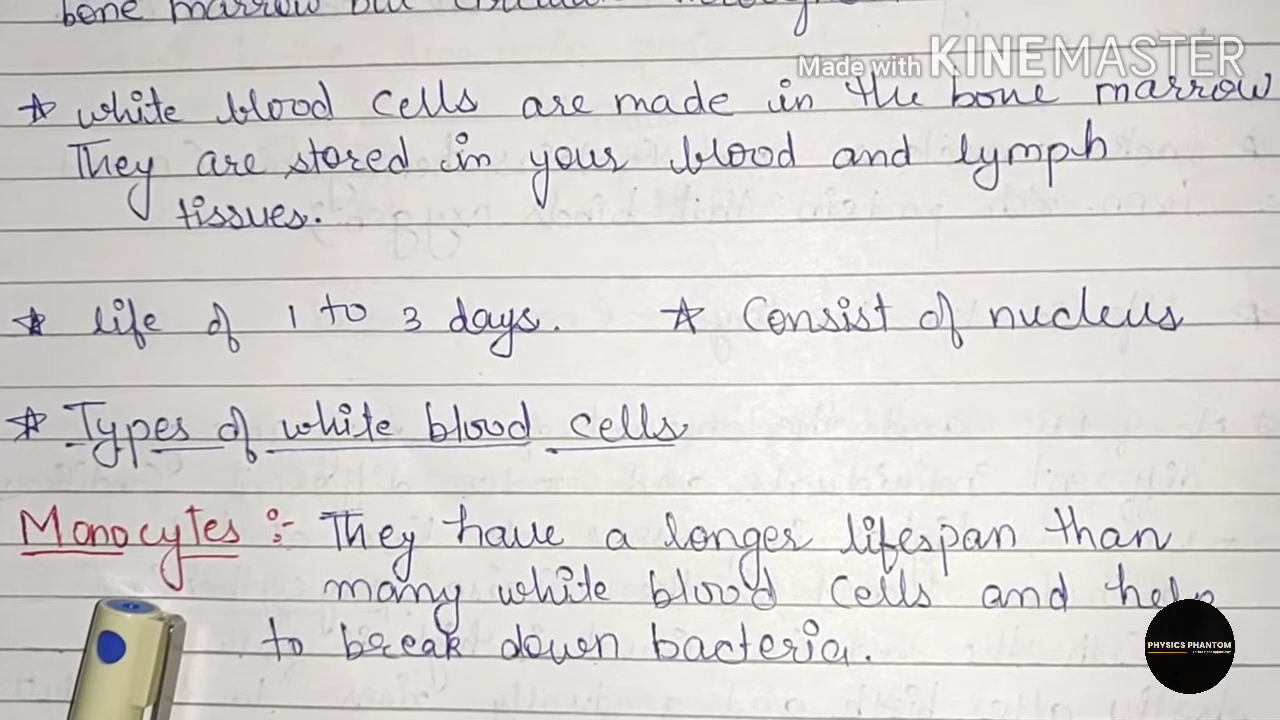 bone marrow but
Made with KINEMASTER
☆ white blood cells are made in the bone marrow
They are stored in your blood and lymph
tissues.
☆ life of 1 to 3 days. ☆ Consist of nucleus
☆ Types of white blood cells
Monocytes :- They have a longer lifespan than
many white blood cells and help
to break down bacteria.
PHYSICS PHANTOM